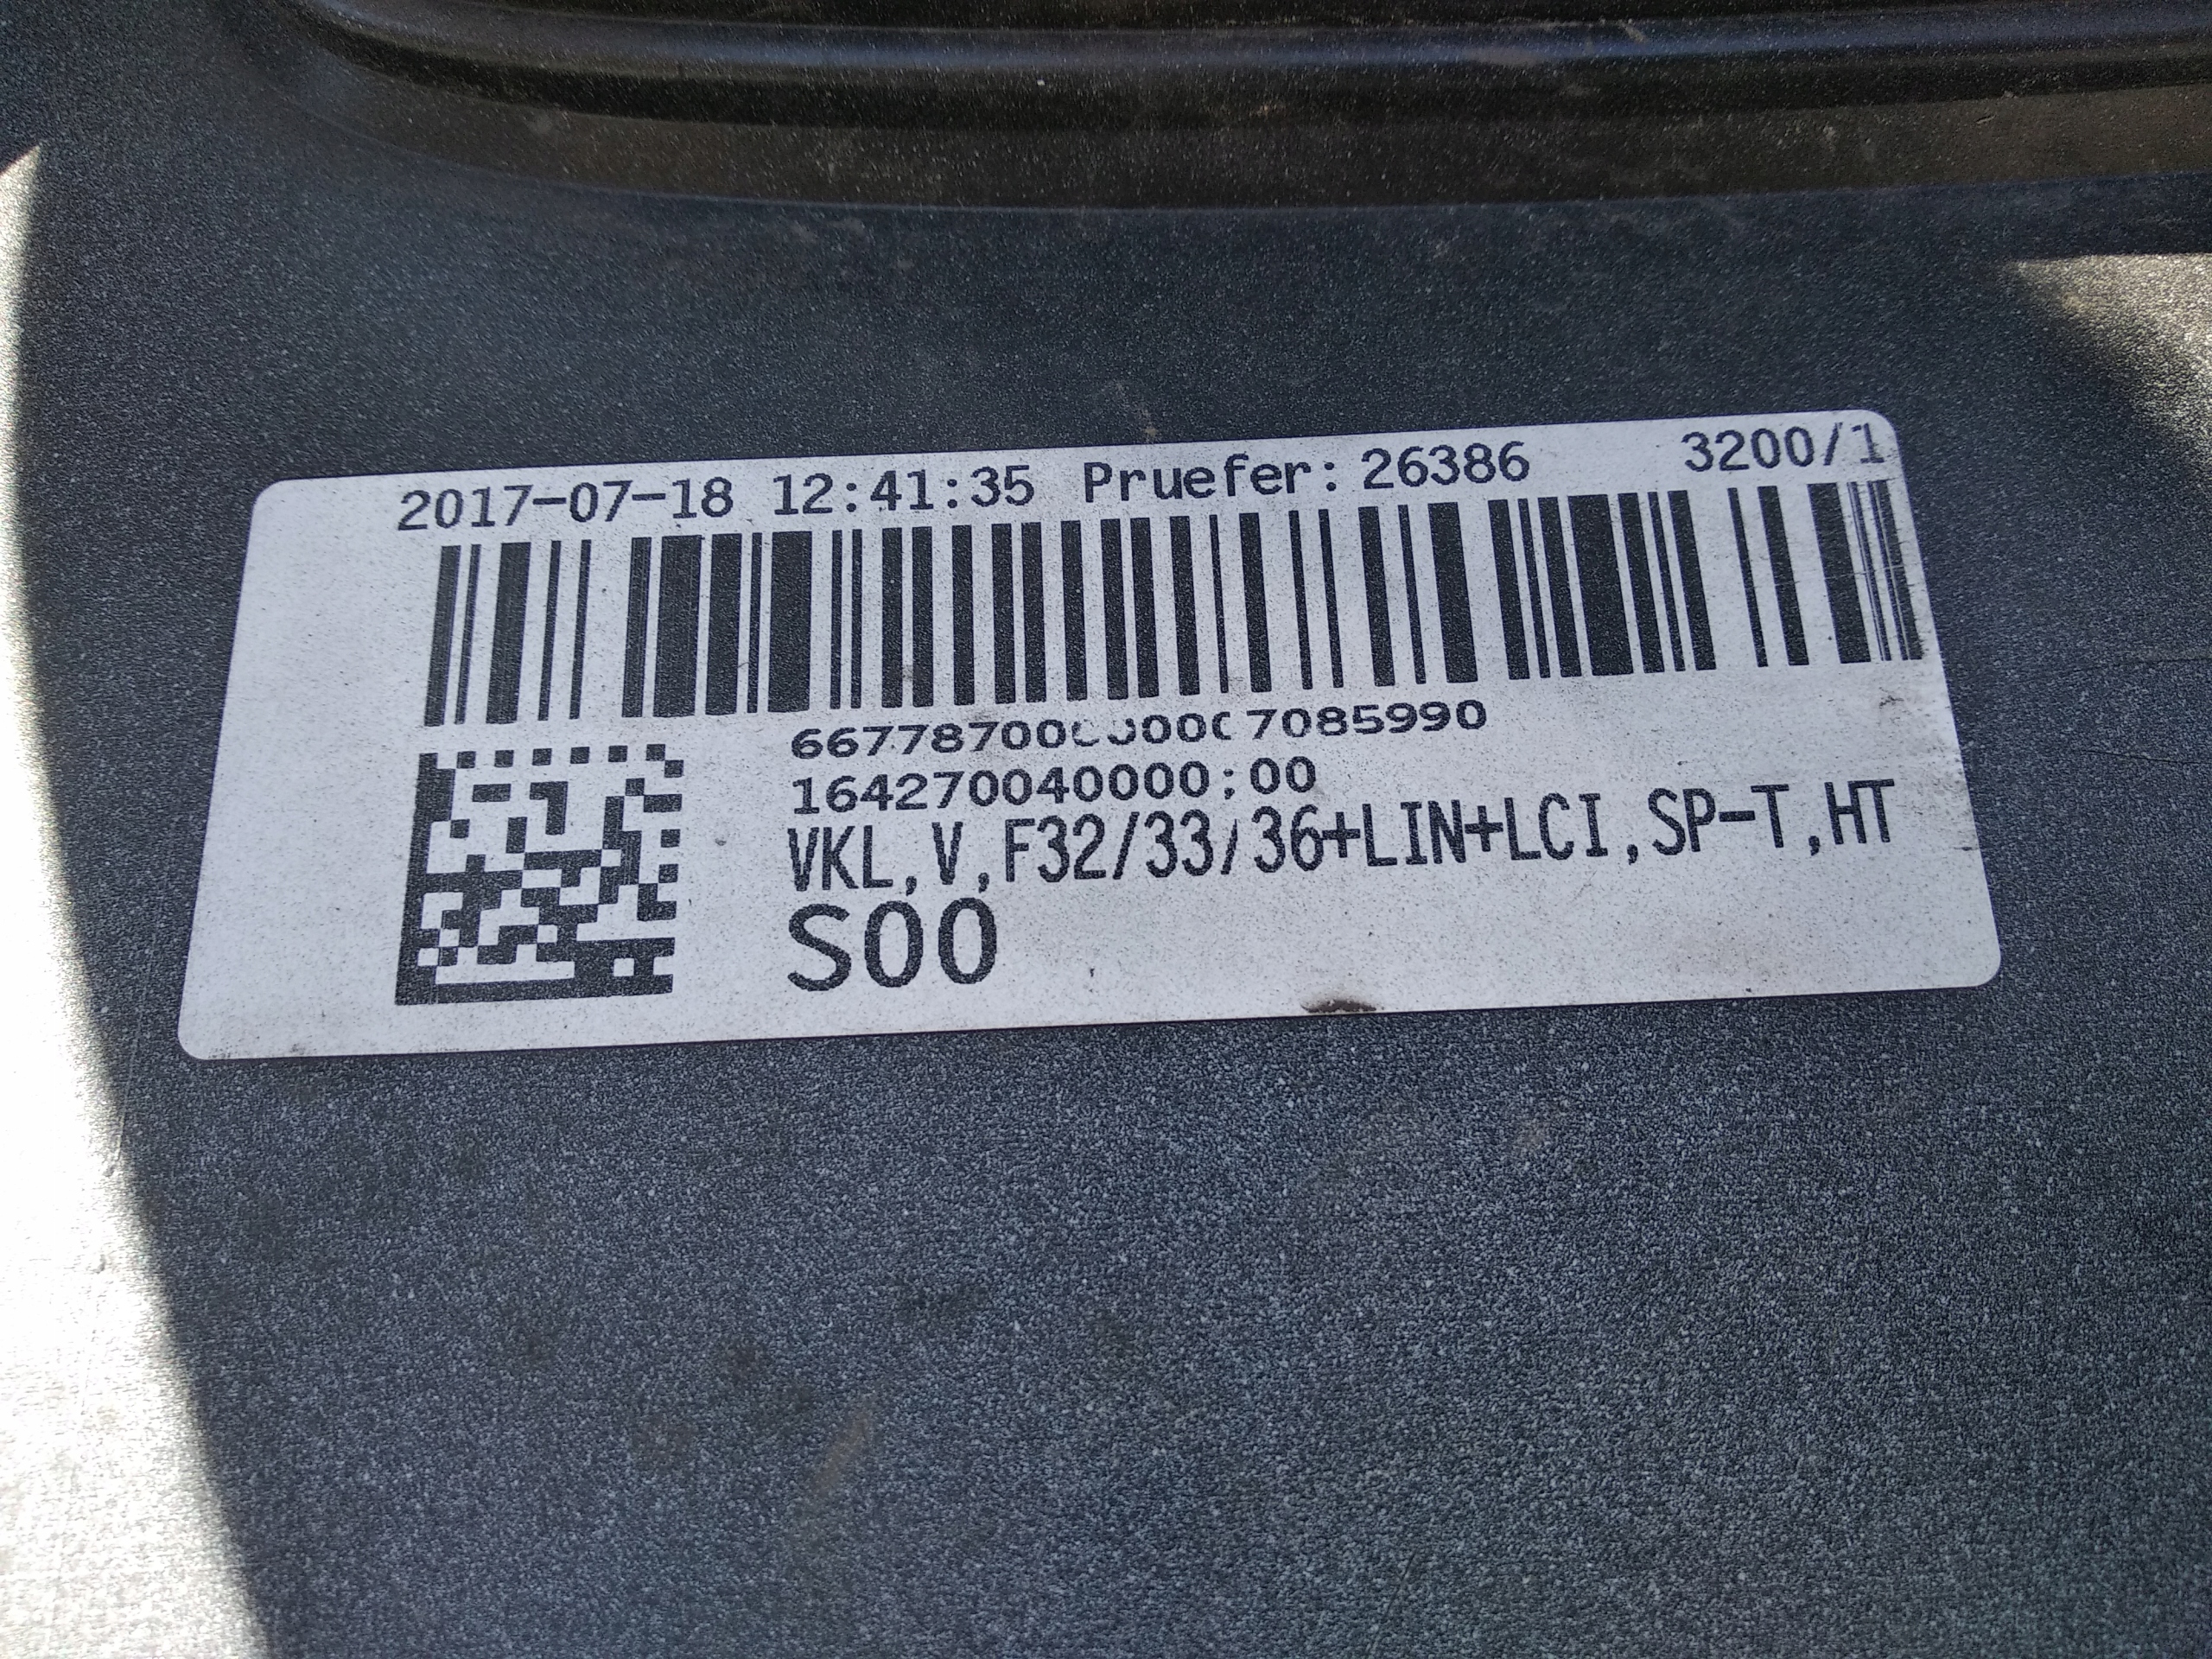 2017-07-18 12:41:35 Pruefer: 26386 3200/1
164270040000;00
VKL,V,F32/33/36+LIN+LCI,SP-T,HT
S00